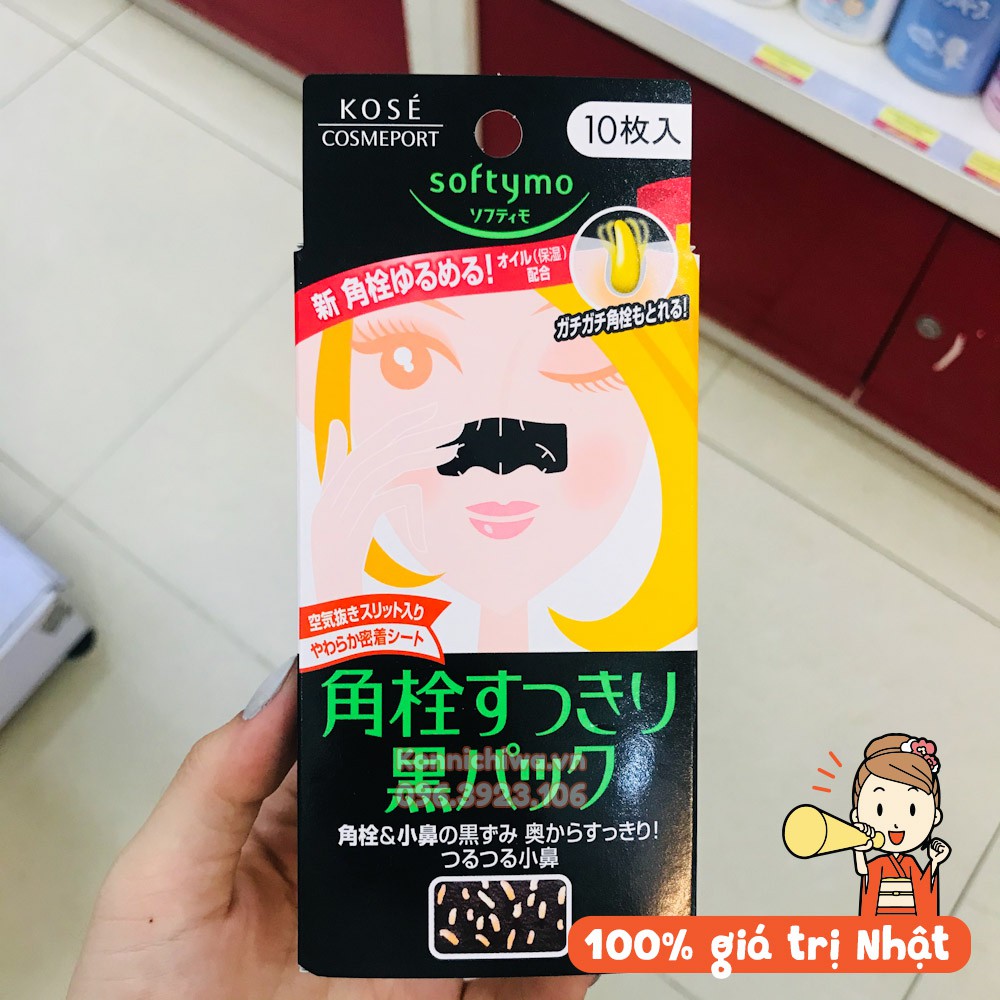 KOSÉ
COSMEPORT
10枚入
softymo
ソフティモ
新 角栓ゆるめる! オイル(保湿)
配合
ガチガチ角栓もとれる!
空気抜きスリット入り
やわらか密着シート
角栓すっきり
Konnichiwa.vn
黒パック
角栓&小鼻の黒ずみ 奥からすっきり!
つるつる小鼻
100% giá trị Nhật